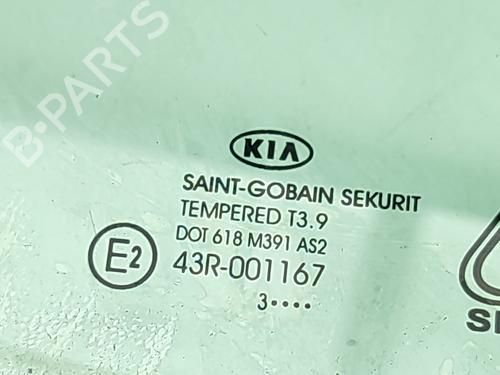 B-PARTS
KIA
SAINT-GOBAIN SEKURIT
TEMPERED T3.9
DOT 618 M391 AS2
E2
43R-001167
3••••